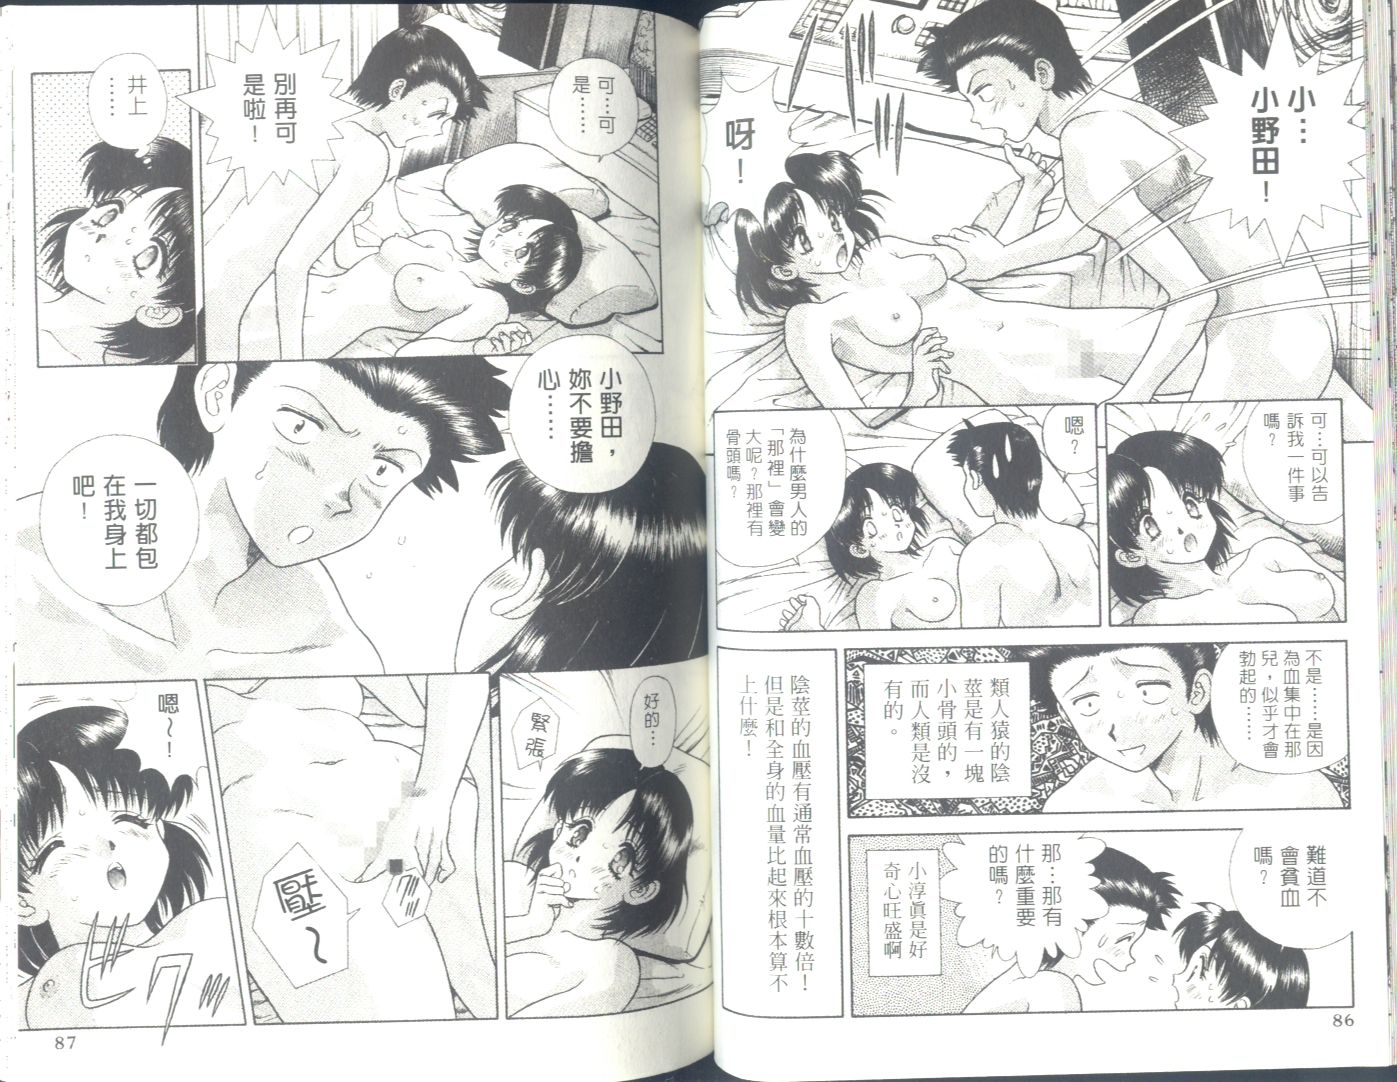 小…
小野田！
呀！
可…可以告
訴我一件事
嗎？
嗯？
為什麼男人的
「那裡」會變
大呢？那裡有
骨頭嗎？
不是……是因
為血集中在那
兒，似乎才會
勃起的……
類人猿的陰
莖是有一塊
小骨頭的，
而人類是沒
有的。
陰莖的血壓有通常血壓的十數倍！
但是和全身的血量比起來根本算不
上什麼！
難道不
會貧血
嗎？
那…那有
什麼重要
的嗎？
小淳真是好
奇心旺盛啊
86
可…可
是……
別再可
是啦！
井上
……
小野田，
妳不要擔
心……
一切都包
在我身上
吧！
好的…
緊張
嗯～！
ビク
87